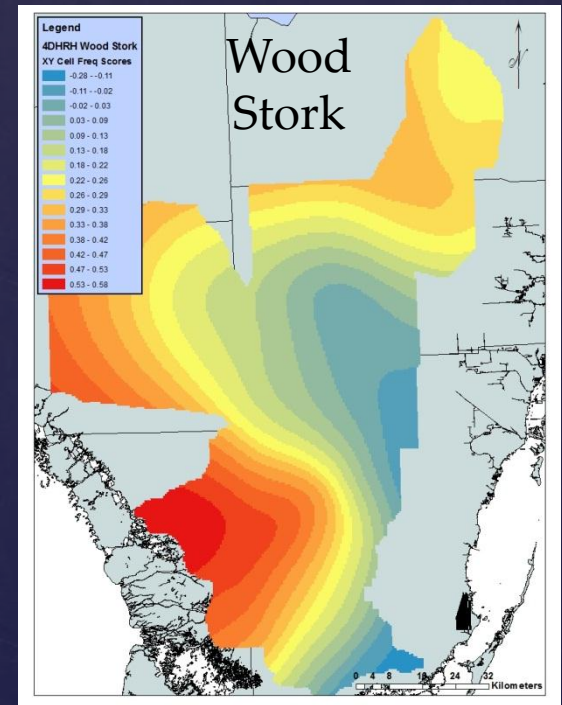 Legend
4DHRH Wood Stork
XY Cell Freq Scores
-0.28 - -0.11
-0.11 - -0.02
-0.02 - 0.03
0.03 - 0.09
0.09 - 0.13
0.13 - 0.18
0.18 - 0.22
0.22 - 0.26
0.26 - 0.29
0.29 - 0.33
0.33 - 0.38
0.38 - 0.42
0.42 - 0.47
0.47 - 0.53
0.53 - 0.58
Wood
Stork
N
0 4 8 16 24 32
Kilometers